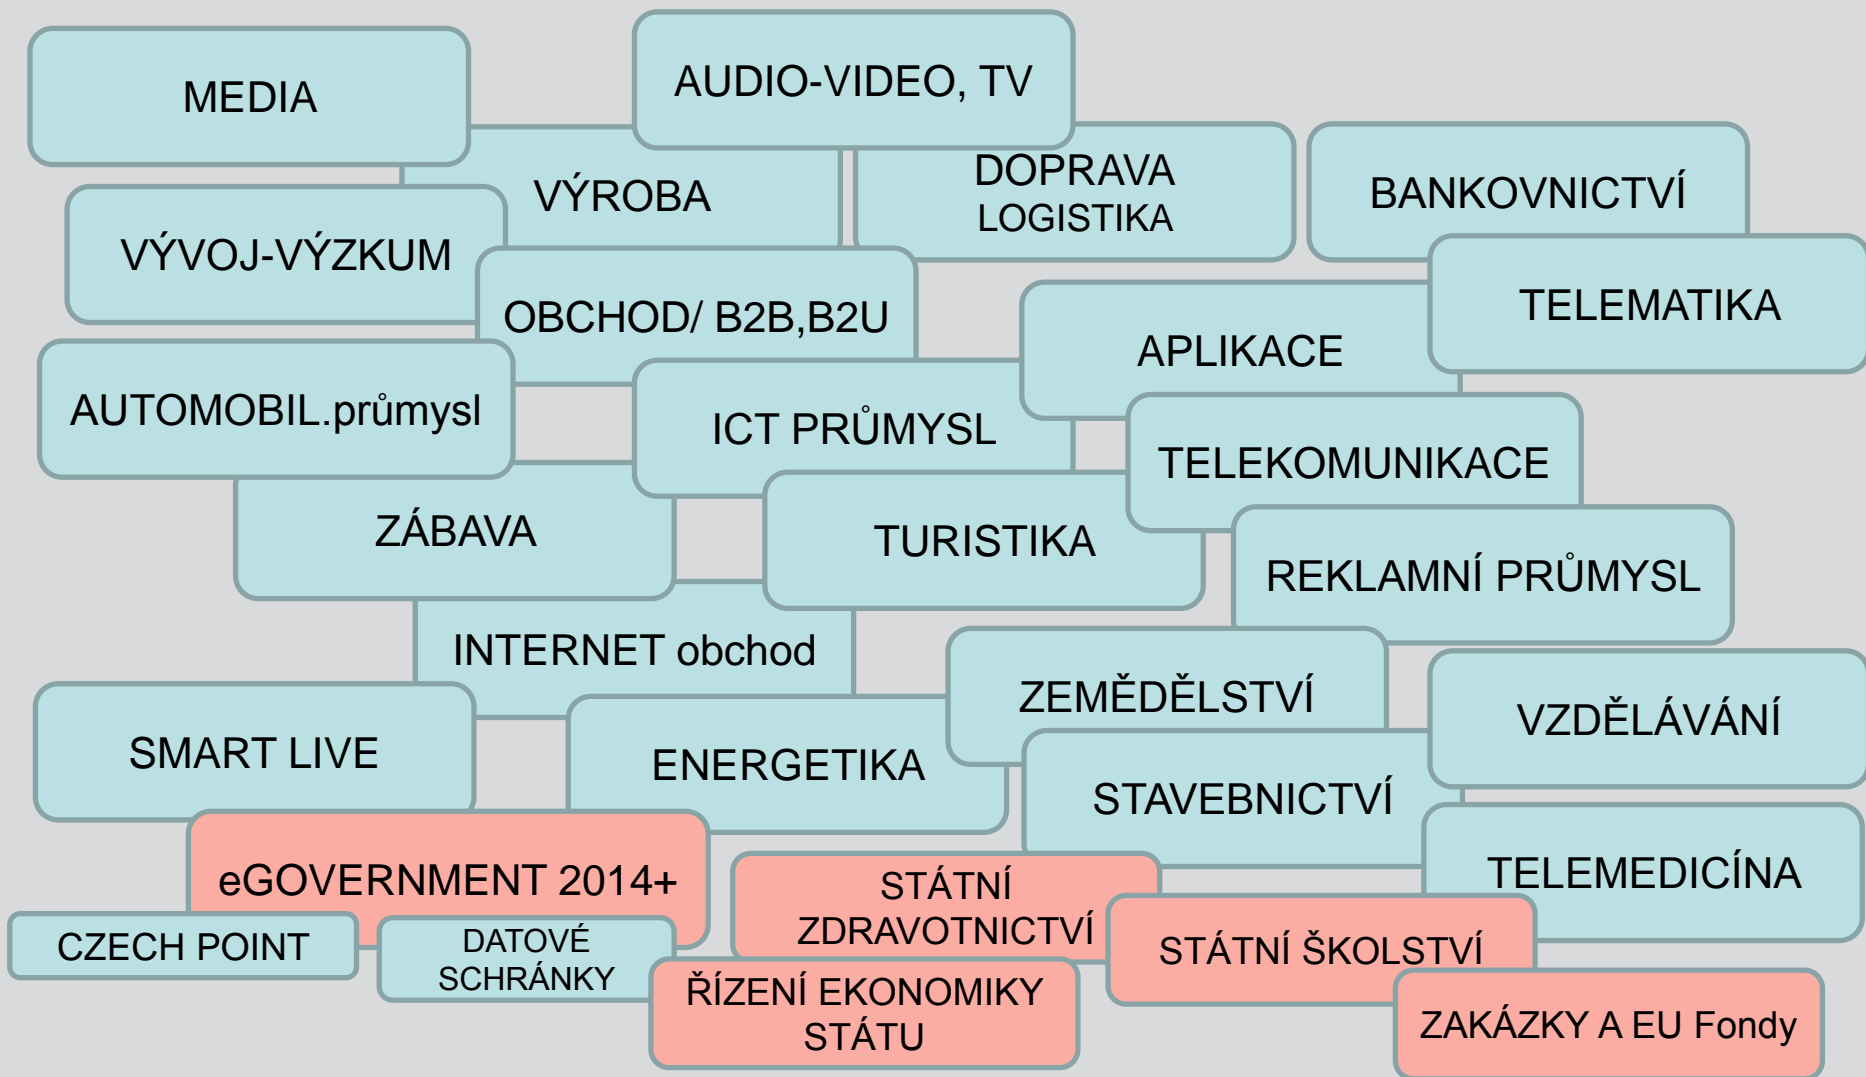 MEDIA
AUDIO-VIDEO, TV
VÝROBA
DOPRAVA
LOGISTIKA
BANKOVNICTVÍ
VÝVOJ-VÝZKUM
OBCHOD/ B2B,B2U
TELEMATIKA
APLIKACE
AUTOMOBIL.průmysl
ICT PRŮMYSL
TELEKOMUNIKACE
ZÁBAVA
TURISTIKA
REKLAMNÍ PRŮMYSL
INTERNET obchod
ZEMĚDĚLSTVÍ
VZDĚLÁVÁNÍ
SMART LIVE
ENERGETIKA
STAVEBNICTVÍ
eGOVERNMENT 2014+
STÁTNÍ
ZDRAVOTNICTVÍ
TELEMEDICÍNA
CZECH POINT
DATOVÉ
SCHRÁNKY
STÁTNÍ ŠKOLSTVÍ
ŘÍZENÍ EKONOMIKY
STÁTU
ZAKÁZKY A EU Fondy